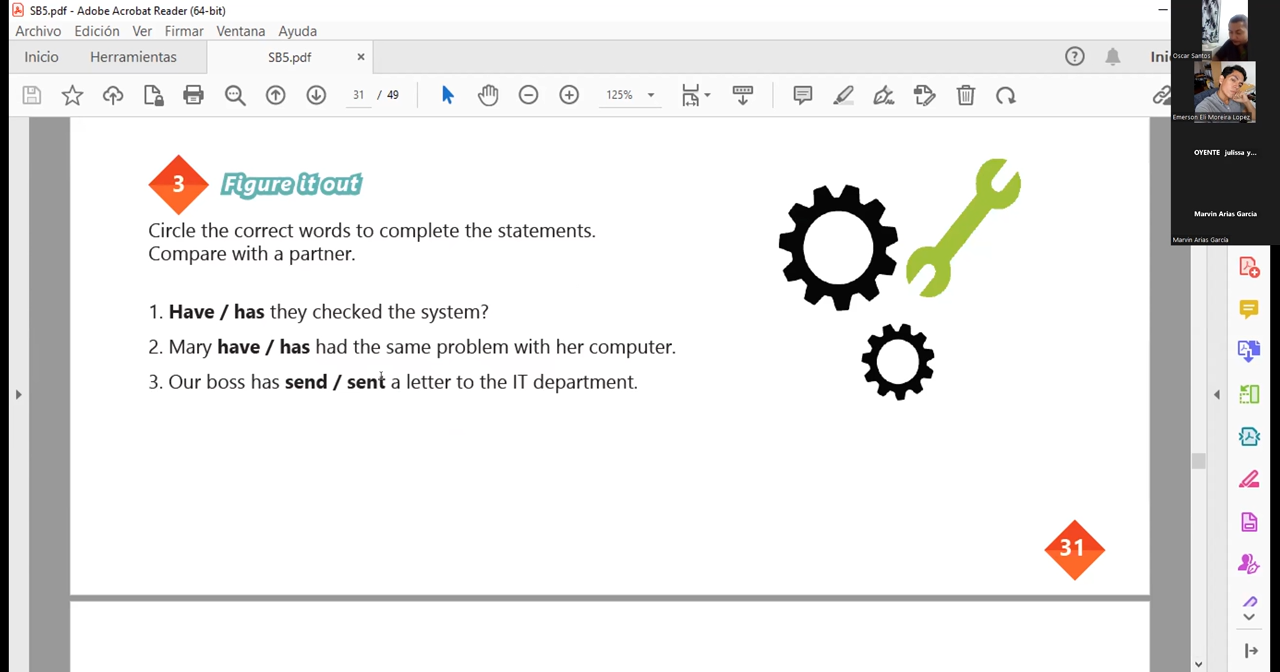 SB5.pdf - Adobe Acrobat Reader (64-bit)
Archivo Edición Ver Firmar Ventana Ayuda
Inicio Herramientas SB5.pdf × ? Ini
31 / 49 125%
Oscar Santos
Emerson Eli Moreira Lopez
OYENTE julissa y...
Marvin Arias Garcia
Marvin Arias Garcia
3 Figure it out
Circle the correct words to complete the statements.
Compare with a partner.
1. Have / has they checked the system?
2. Mary have / has had the same problem with her computer.
3. Our boss has send / sent a letter to the IT department.
31